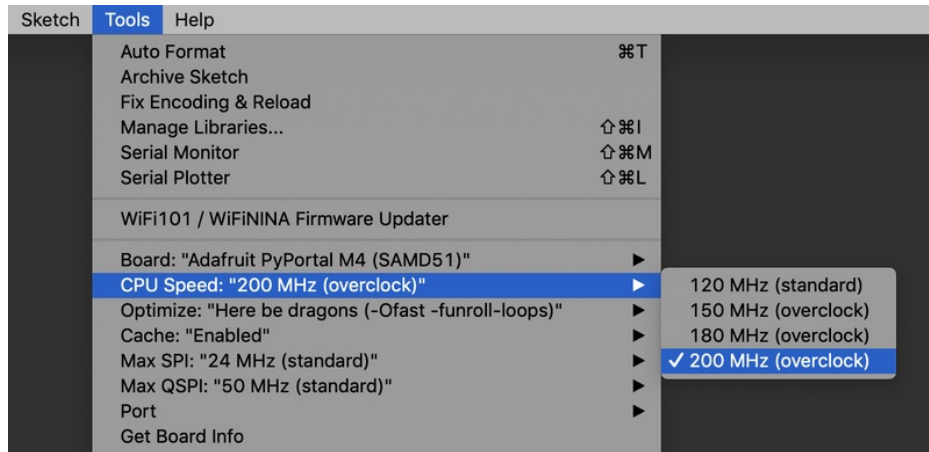 Sketch Tools Help
Auto Format ⌘T
Archive Sketch
Fix Encoding & Reload
Manage Libraries... ⇧⌘I
Serial Monitor ⇧⌘M
Serial Plotter ⇧⌘L
WiFi101 / WiFiNINA Firmware Updater
Board: "Adafruit PyPortal M4 (SAMD51)" ▶
CPU Speed: "200 MHz (overclock)" ▶
Optimize: "Here be dragons (-Ofast -funroll-loops)" ▶
Cache: "Enabled" ▶
Max SPI: "24 MHz (standard)" ▶
Max QSPI: "50 MHz (standard)" ▶
Port ▶
Get Board Info
120 MHz (standard)
150 MHz (overclock)
180 MHz (overclock)
✓ 200 MHz (overclock)